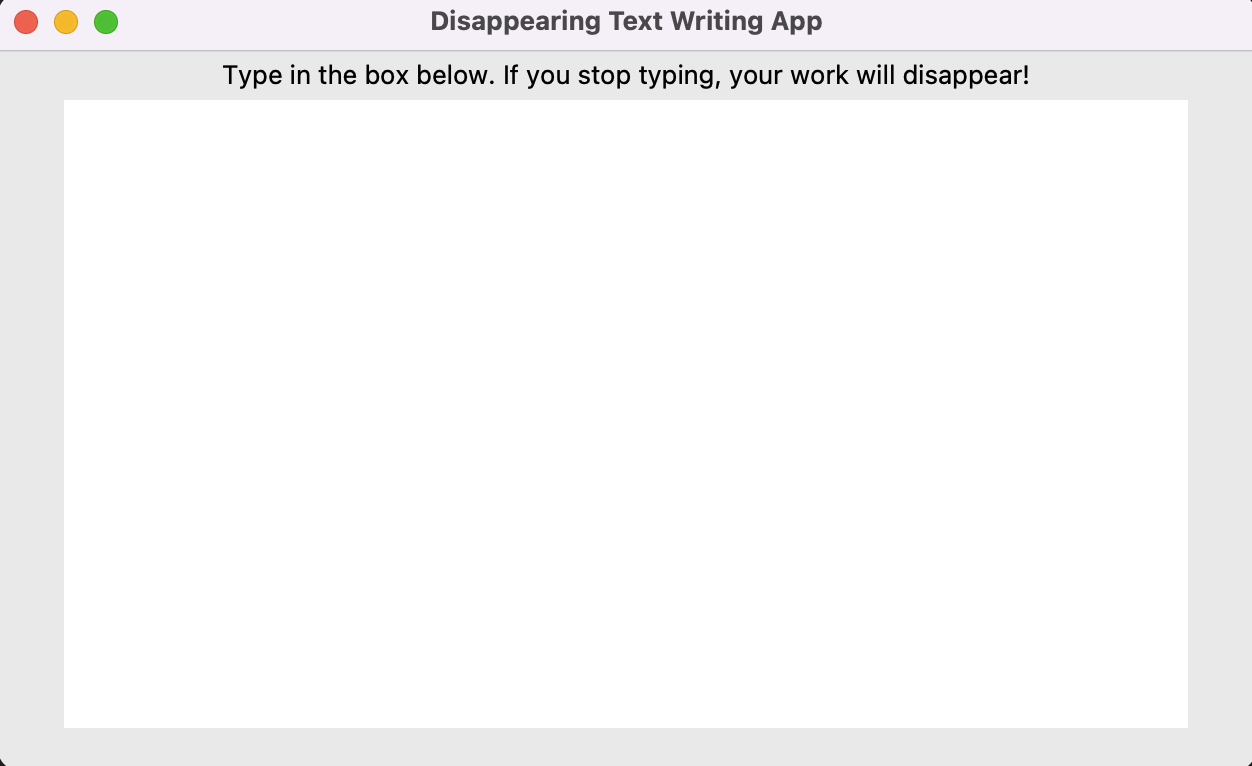 Disappearing Text Writing App
Type in the box below. If you stop typing, your work will disappear!